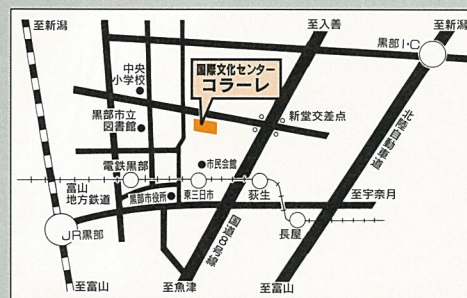 至新潟
至入善
至新潟
黒部I・C
中央
小学校
国際文化センター
コラーレ
黒部市立
図書館
新堂交差点
北陸自動車道
電鉄黒部
市民会館
富山
地方鉄道
黒部市役所
東三日市
荻生
至宇奈月
JR黒部
国道8号線
長屋
至富山
至魚津
至富山